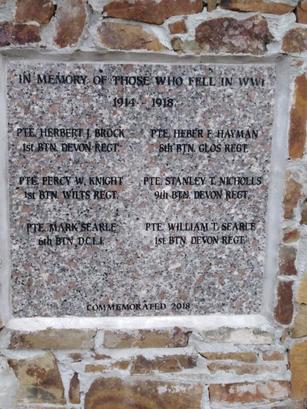 IN MEMORY OF THOSE WHO FELL IN WW1
1914 - 1918
PTE. HERBERT J. BROCK
1st BTN. DEVON REGT.
PTE. HEBER F. HAYMAN
8th BTN. GLOS REGT.
PTE. PERCY W. KNIGHT
1st BTN. WILTS REGT.
PTE. STANLEY T. NICHOLLS
9th BTN. DEVON REGT.
PTE. MARK SEARLE
6th BTN. D.C.L.I.
PTE. WILLIAM T. SEARLE
1st BTN. DEVON REGT.
COMMEMORATED 2018